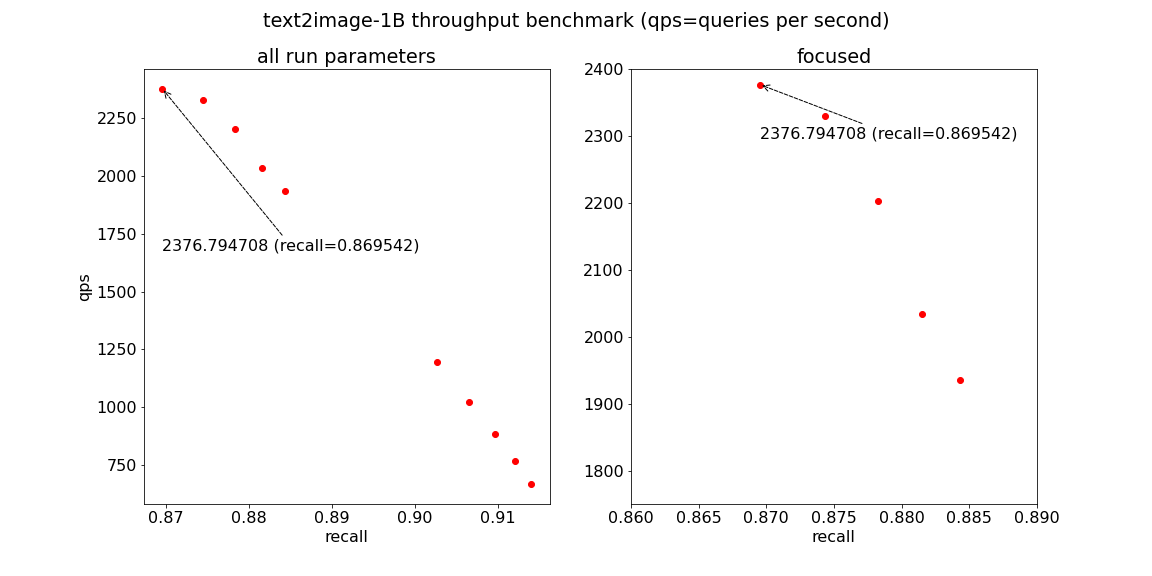 text2image-1B throughput benchmark (qps=queries per second)
all run parameters
2250
2000
1750
1500
1250
1000
750
qps
2376.794708 (recall=0.869542)
0.87 0.88 0.89 0.90 0.91
recall
focused
2400
2300
2200
2100
2000
1900
1800
2376.794708 (recall=0.869542)
0.860 0.865 0.870 0.875 0.880 0.885 0.890
recall